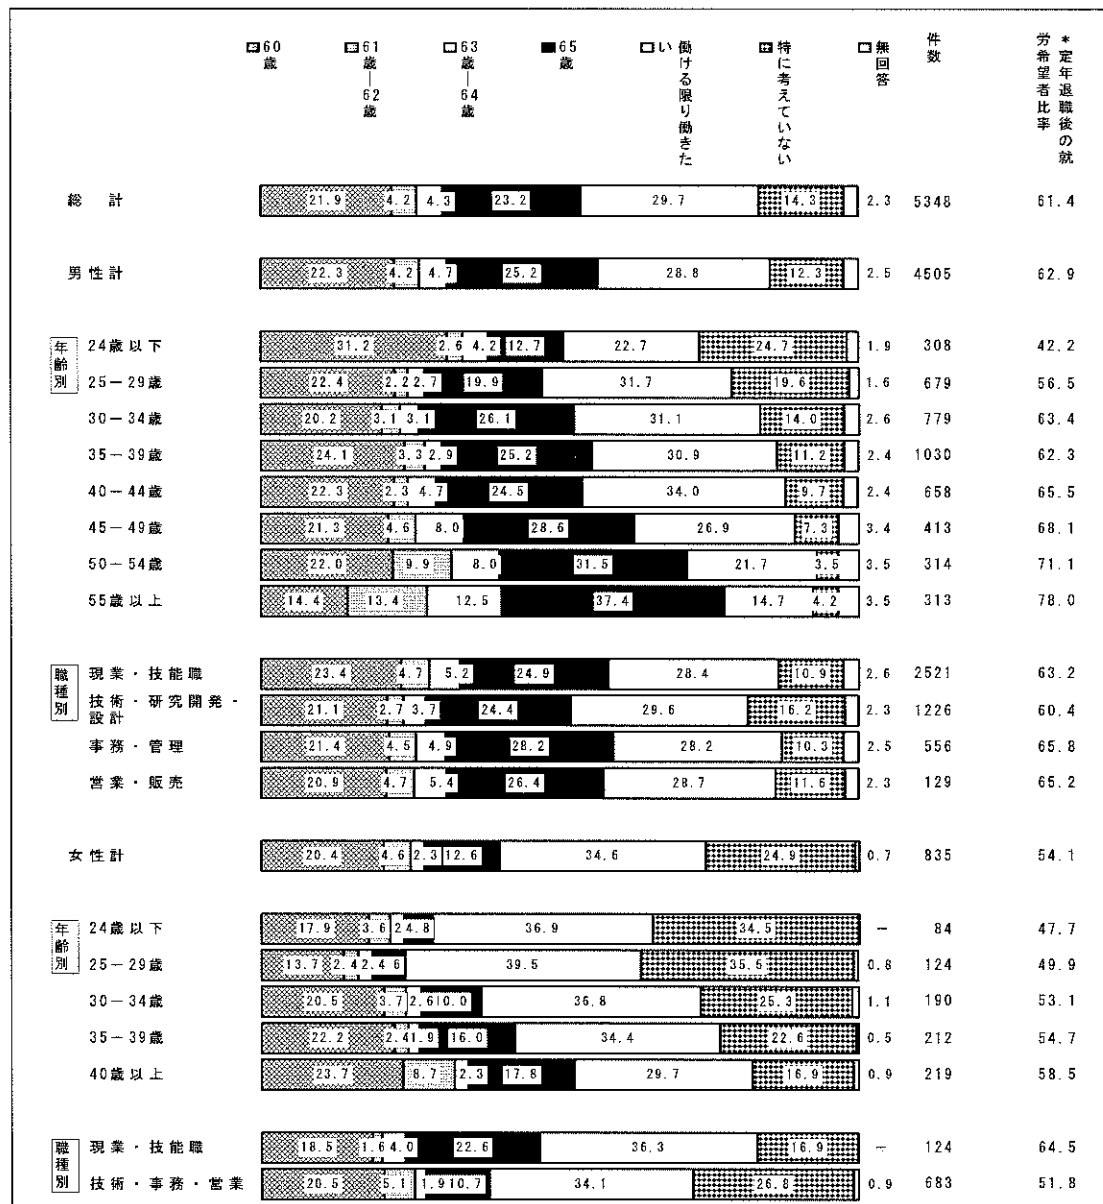 60歳
61歳―62歳
63歳―64歳
65歳
働ける限り働きたい
特に考えていない
無回答
件数
*定年退職後の就労希望者比率
総計 21.9 4.2 4.3 23.2 29.7 14.3 2.3 5348 61.4
男性計 22.3 4.2 4.7 25.2 28.8 12.3 2.5 4505 62.9
年齢別
24歳以下 31.2 2.6 4.2 12.7 22.7 24.7 1.9 308 42.2
25－29歳 22.4 2.2 2.7 19.9 31.7 19.6 1.6 679 56.5
30－34歳 20.2 3.1 3.1 26.1 31.1 14.0 2.6 779 63.4
35－39歳 24.1 3.3 2.9 25.2 30.9 11.2 2.4 1030 62.3
40－44歳 22.3 2.3 4.7 24.5 34.0 9.7 2.4 658 65.5
45－49歳 21.3 4.6 8.0 28.6 26.9 7.3 3.4 413 68.1
50－54歳 22.0 9.9 8.0 31.5 21.7 3.5 3.5 314 71.1
55歳以上 14.4 13.4 12.5 37.4 14.7 4.2 3.5 313 78.0
職種別
現業・技能職 23.4 4.7 5.2 24.9 28.4 10.9 2.6 2521 63.2
技術・研究開発・
設計 21.1 2.7 3.7 24.4 29.6 16.2 2.3 1226 60.4
事務・管理 21.4 4.5 4.9 28.2 28.2 10.3 2.5 556 65.8
営業・販売 20.9 4.7 5.4 26.4 28.7 11.6 2.3 129 65.2
女性計 20.4 4.6 2.3 12.6 34.6 24.9 0.7 835 54.1
年齢別
24歳以下 17.9 3.6 2 4.8 36.9 34.5 － 84 47.7
25－29歳 13.7 2.4 2.4 6 39.5 35.5 0.8 124 49.9
30－34歳 20.5 3.7 2.6 10.0 36.8 25.3 1.1 190 53.1
35－39歳 22.2 2.4 1.9 16.0 34.4 22.6 0.5 212 54.7
40歳以上 23.7 8.7 2.3 17.8 29.7 16.9 0.9 219 58.5
職種別
現業・技能職 18.5 1.6 4.0 22.6 36.3 16.9 － 124 64.5
技術・事務・営業 20.5 5.1 1.9 10.7 34.1 26.8 0.9 683 51.8